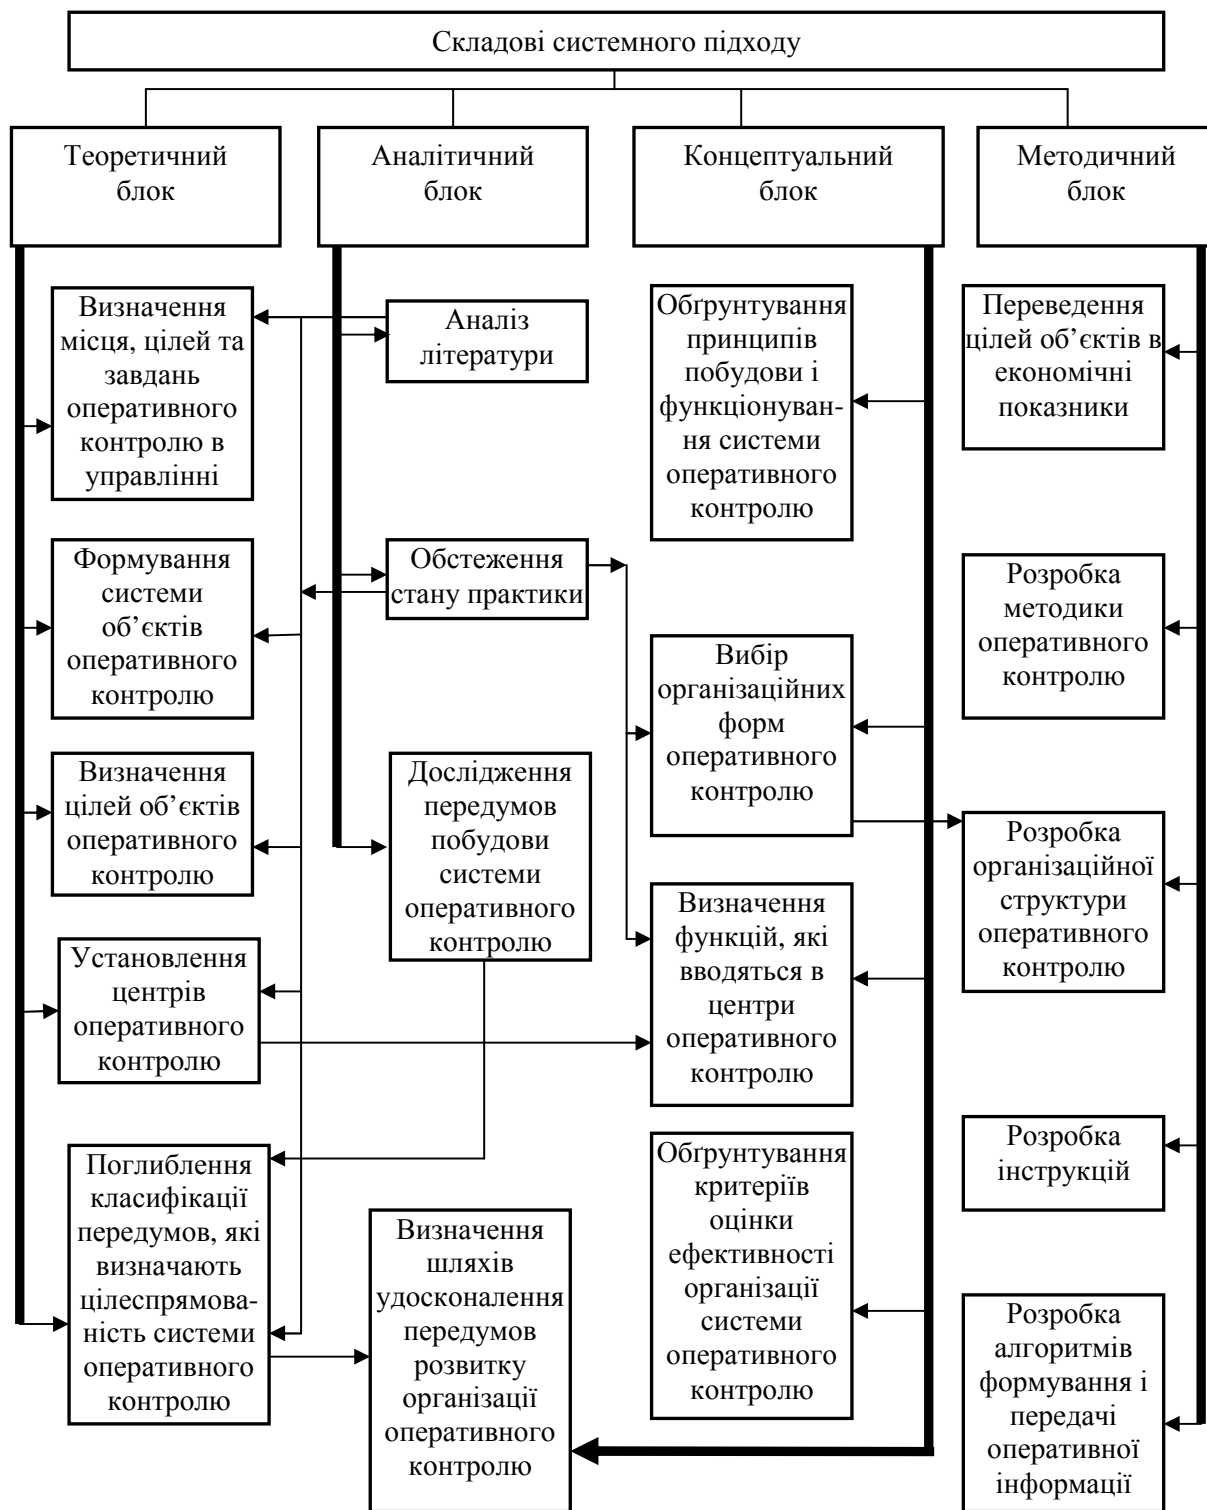 Складові системного підходу
Теоретичний
блок
Аналітичний
блок
Концептуальний
блок
Методичний
блок
Визначення
місця, цілей та
завдань
оперативного
контролю в
управлінні
Формування
системи
об’єктів
оперативного
контролю
Визначення
цілей об’єктів
оперативного
контролю
Установлення
центрів
оперативного
контролю
Поглиблення
класифікації
передумов, які
визначають
цілеспрямова-
ність системи
оперативного
контролю
Аналіз
літератури
Обстеження
стану практики
Дослідження
передумов
побудови
системи
оперативного
контролю
Визначення
шляхів
удосконалення
передумов
розвитку
організації
оперативного
контролю
Обґрунтування
принципів
побудови і
функціонуван-
ня системи
оперативного
контролю
Вибір
організаційних
форм
оперативного
контролю
Визначення
функцій, які
вводяться в
центри
оперативного
контролю
Обґрунтування
критеріїв
оцінки
ефективності
організації
системи
оперативного
контролю
Переведення
цілей об’єктів в
економічні
показники
Розробка
методики
оперативного
контролю
Розробка
організаційної
структури
оперативного
контролю
Розробка
інструкцій
Розробка
алгоритмів
формування і
передачі
оперативної
інформації